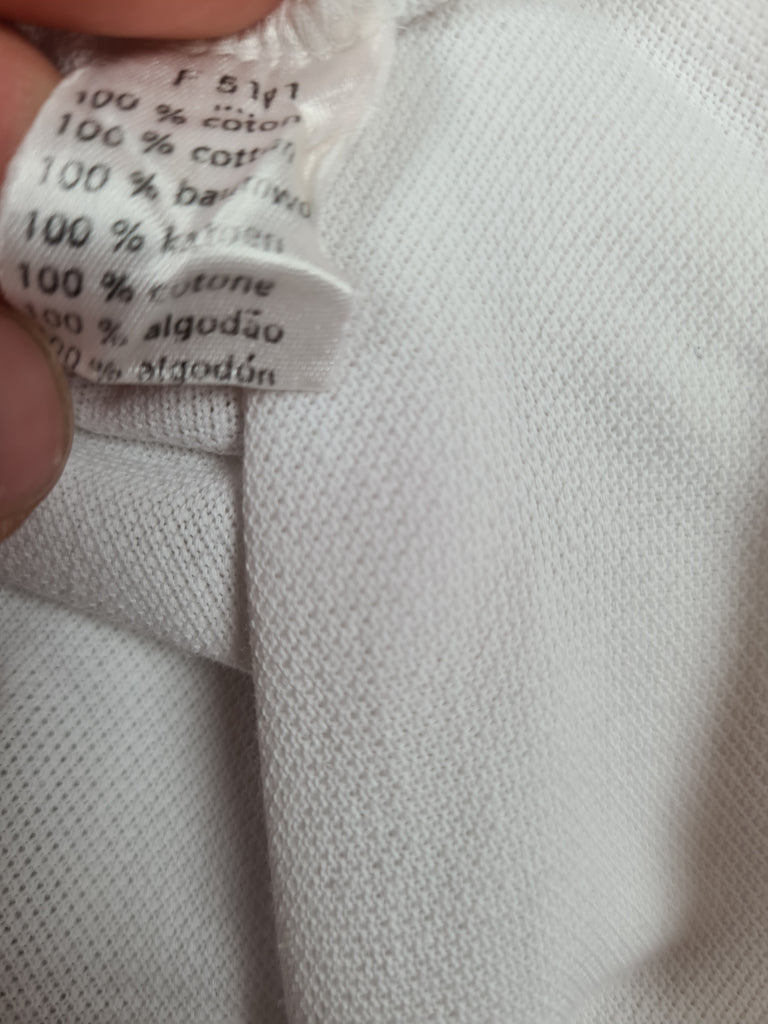 100 % coton
100 %
100 %
100 % katoen
100 % cotone
100 % algodão
% algodón